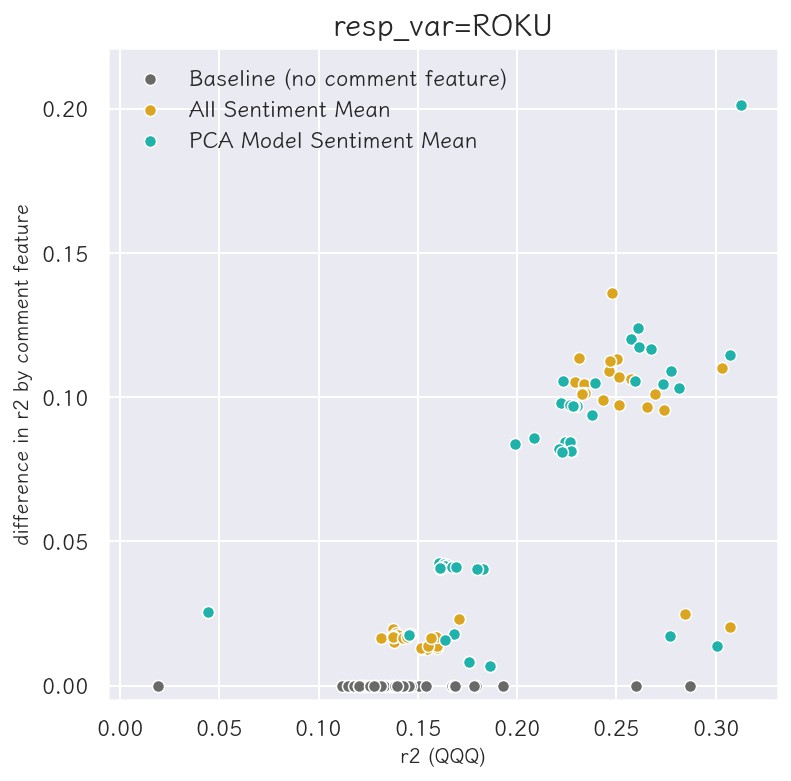 resp_var=ROKU
Baseline (no comment feature)
All Sentiment Mean
PCA Model Sentiment Mean
difference in r2 by comment feature
0.20
0.15
0.10
0.05
0.00
0.00 0.05 0.10 0.15 0.20 0.25 0.30
r2 (QQQ)